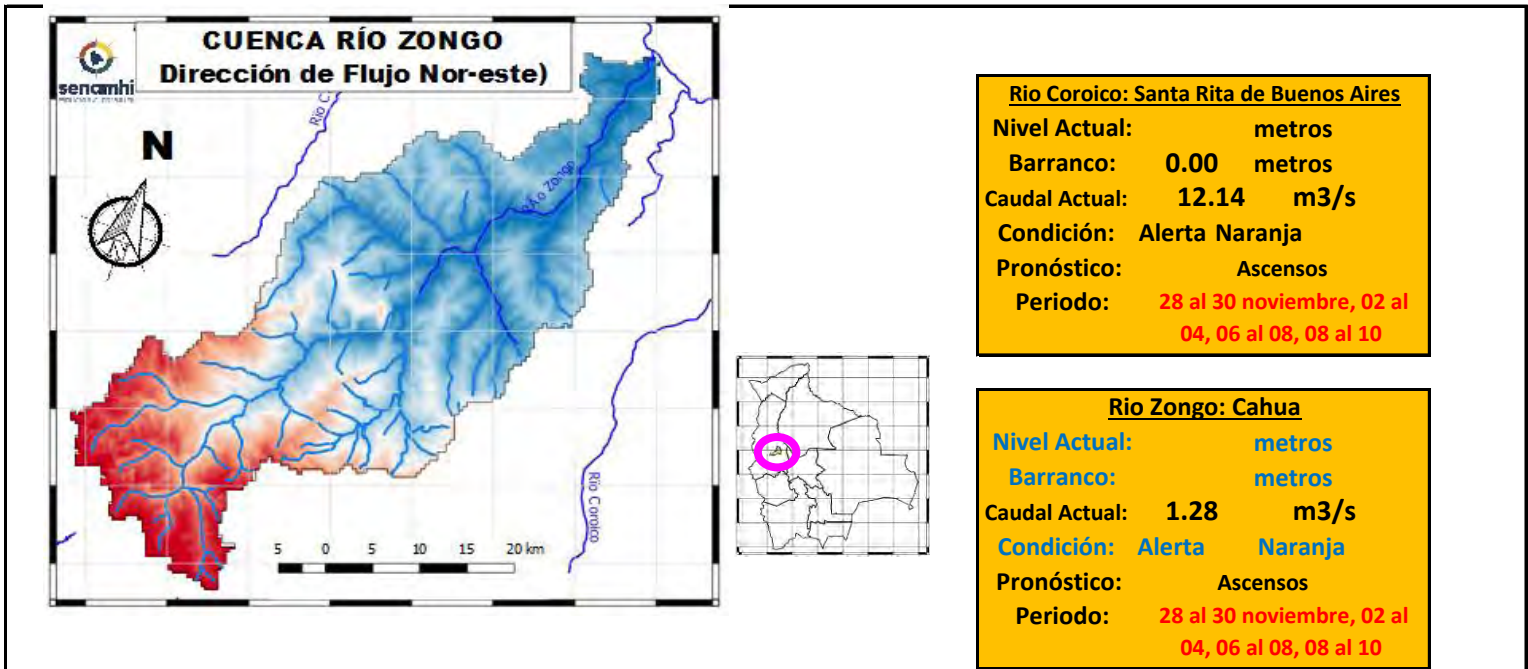 CUENCA RÍO ZONGO
Dirección de Flujo Nor-este)
senamhi
Río C
N
RÃ­o Zongo
Río Coroico
5 0 5 10 15 20 km
Rio Coroico: Santa Rita de Buenos Aires
Nivel Actual: metros
Barranco: 0.00 metros
Caudal Actual: 12.14 m3/s
Condición: Alerta Naranja
Pronóstico: Ascensos
Periodo: 28 al 30 noviembre, 02 al
04, 06 al 08, 08 al 10
Rio Zongo: Cahua
Nivel Actual: metros
Barranco: metros
Caudal Actual: 1.28 m3/s
Condición: Alerta Naranja
Pronóstico: Ascensos
Periodo: 28 al 30 noviembre, 02 al
04, 06 al 08, 08 al 10